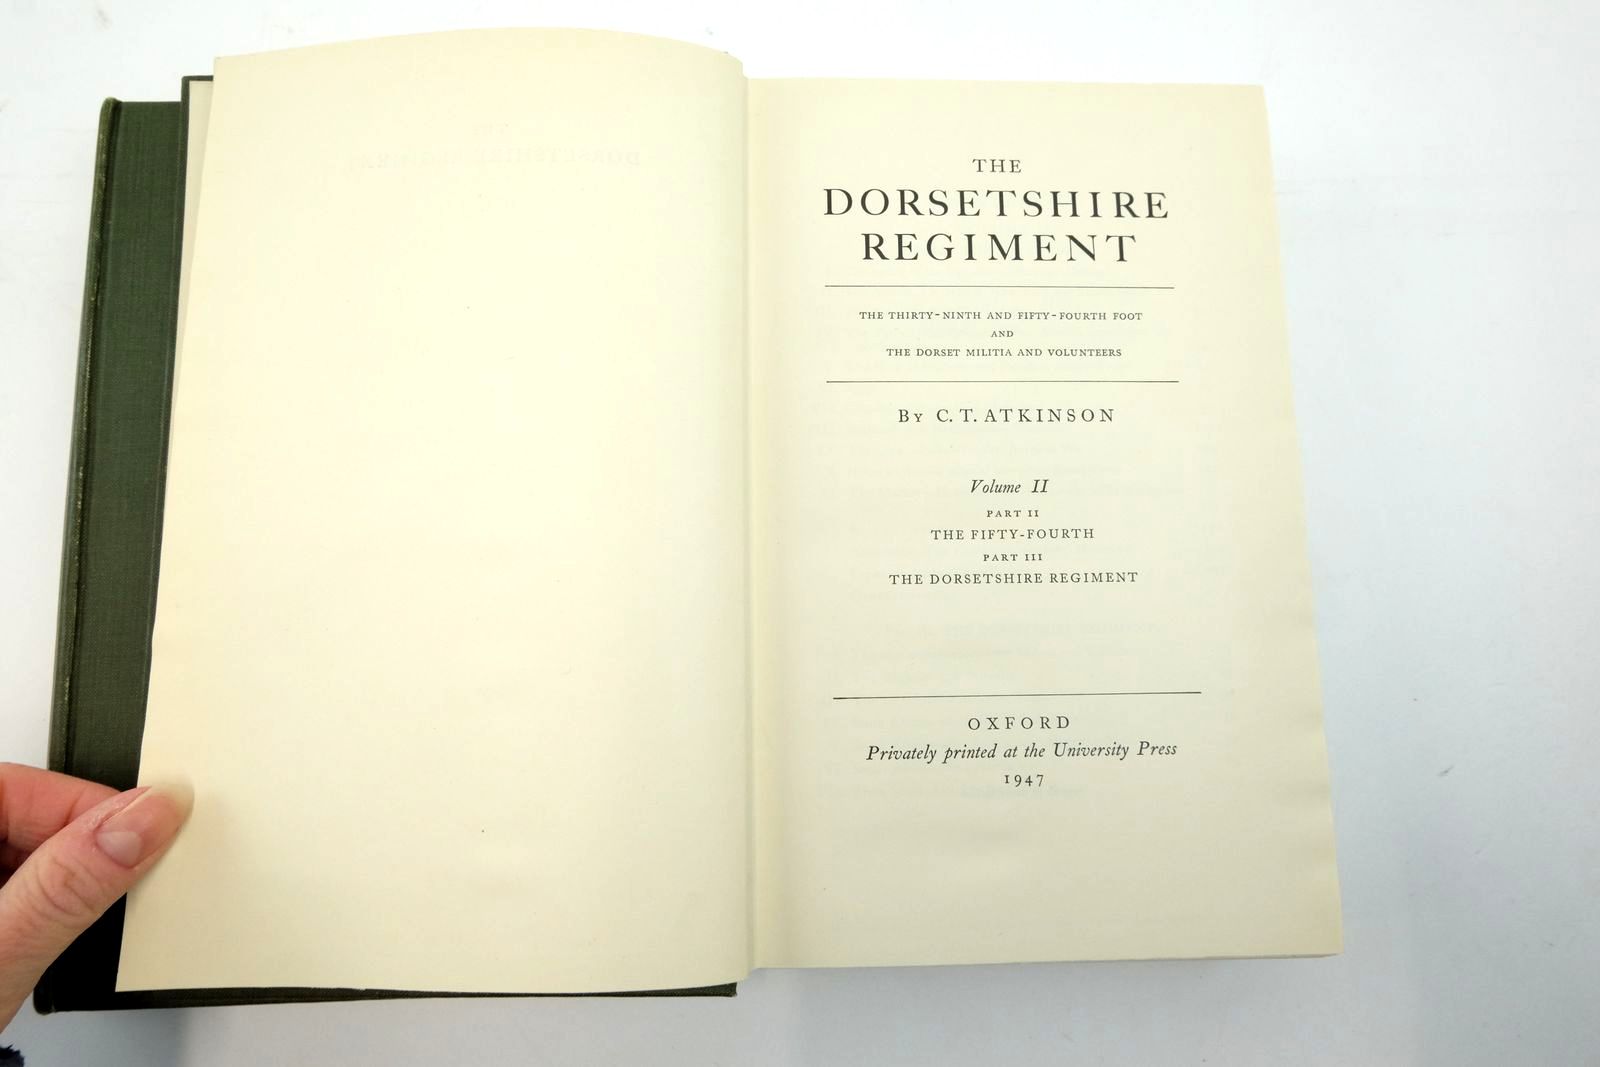 THE
DORSETSHIRE
REGIMENT
THE THIRTY-NINTH AND FIFTY-FOURTH FOOT
AND
THE DORSET MILITIA AND VOLUNTEERS
BY C. T. ATKINSON
Volume II
PART II
THE FIFTY-FOURTH
PART III
THE DORSETSHIRE REGIMENT
OXFORD
Privately printed at the University Press
1947